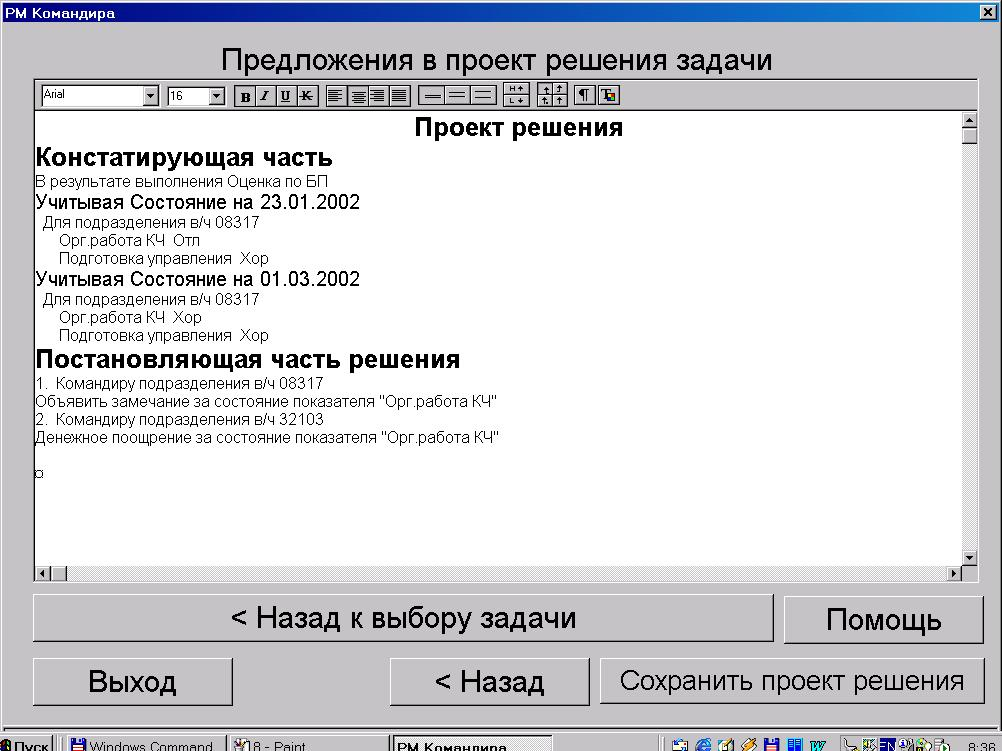 РМ Командира
Предложения в проект решения задачи
Arial 16 B I U K
Проект решения
Констатирующая часть
В результате выполнения Оценка по БП
Учитывая Состояние на 23.01.2002
Для подразделения в/ч 08317
Орг.работа КЧ Отл
Подготовка управления Хор
Учитывая Состояние на 01.03.2002
Для подразделения в/ч 08317
Орг.работа КЧ Хор
Подготовка управления Хор
Постановляющая часть решения
1. Командиру подразделения в/ч 08317
Объявить замечание за состояние показателя "Орг.работа КЧ"
2. Командиру подразделения в/ч 32103
Денежное поощрение за состояние показателя "Орг.работа КЧ"
< Назад к выбору задачи
Помощь
Выход
< Назад
Сохранить проект решения
Пуск
Windows Command
18 - Paint
РМ Командира
EN